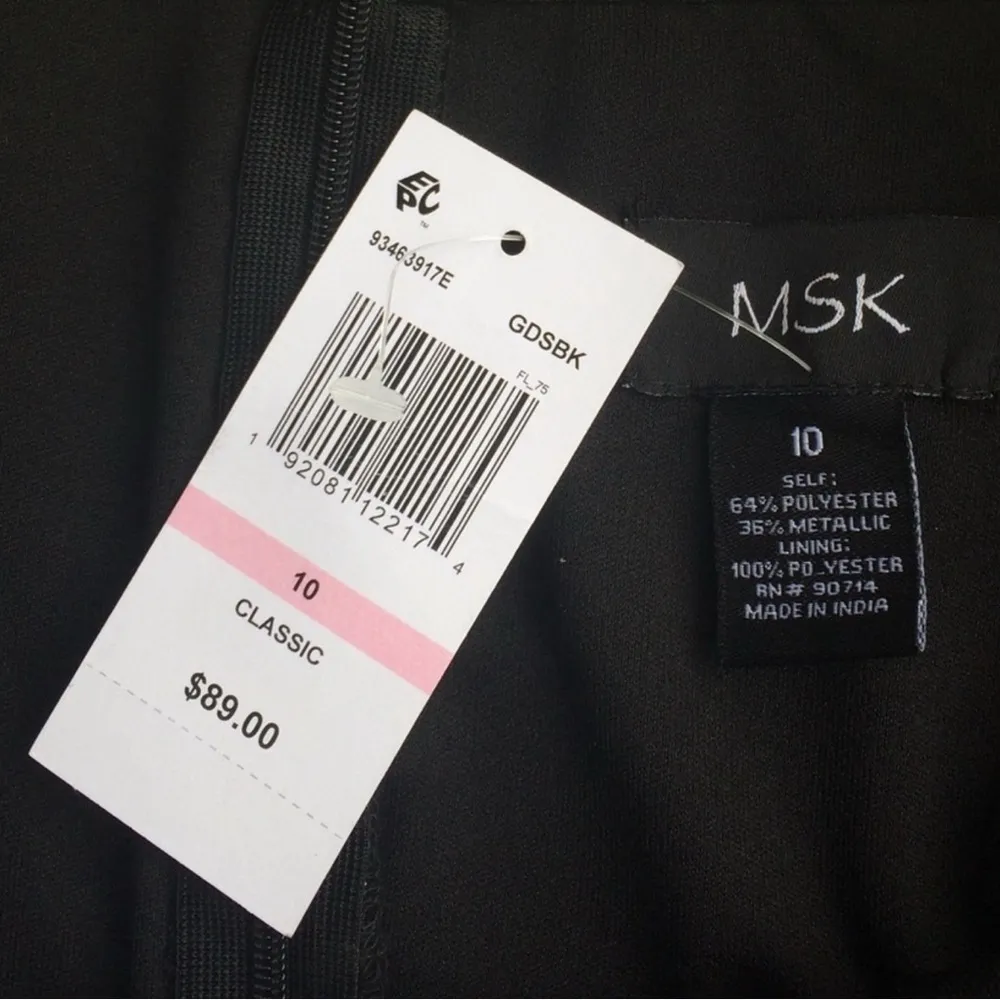 EPC
TM
93463917E
GDSBK
FL_75
1 92081 12217 4
10
CLASSIC
$89.00
MSK
10
SELF:
64% POLYESTER
36% METALLIC
LINING:
100% PO_YESTER
RN# 90714
MADE IN INDIA